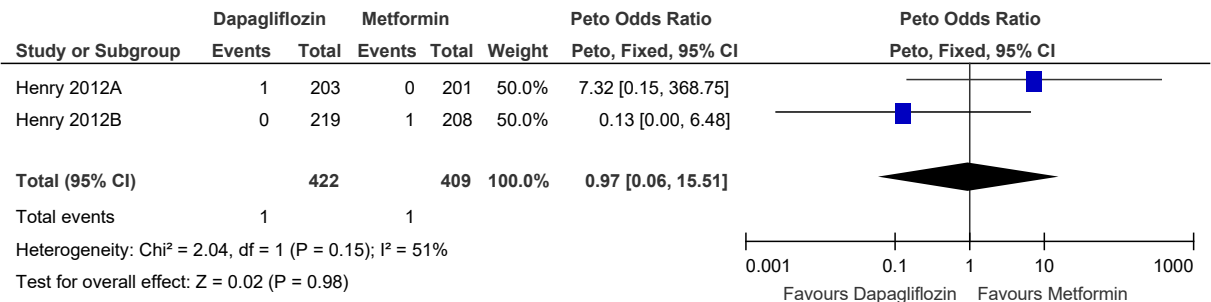 Dapagliflozin Metformin Peto Odds Ratio Peto Odds Ratio
Study or Subgroup Events Total Events Total Weight Peto, Fixed, 95% CI Peto, Fixed, 95% CI
Henry 2012A 1 203 0 201 50.0% 7.32 [0.15, 368.75]
Henry 2012B 0 219 1 208 50.0% 0.13 [0.00, 6.48]
Total (95% CI) 422 409 100.0% 0.97 [0.06, 15.51]
Total events 1 1
Heterogeneity: Chi² = 2.04, df = 1 (P = 0.15); I² = 51%
Test for overall effect: Z = 0.02 (P = 0.98)
0.001 0.1 1 10 1000
Favours Dapagliflozin Favours Metformin